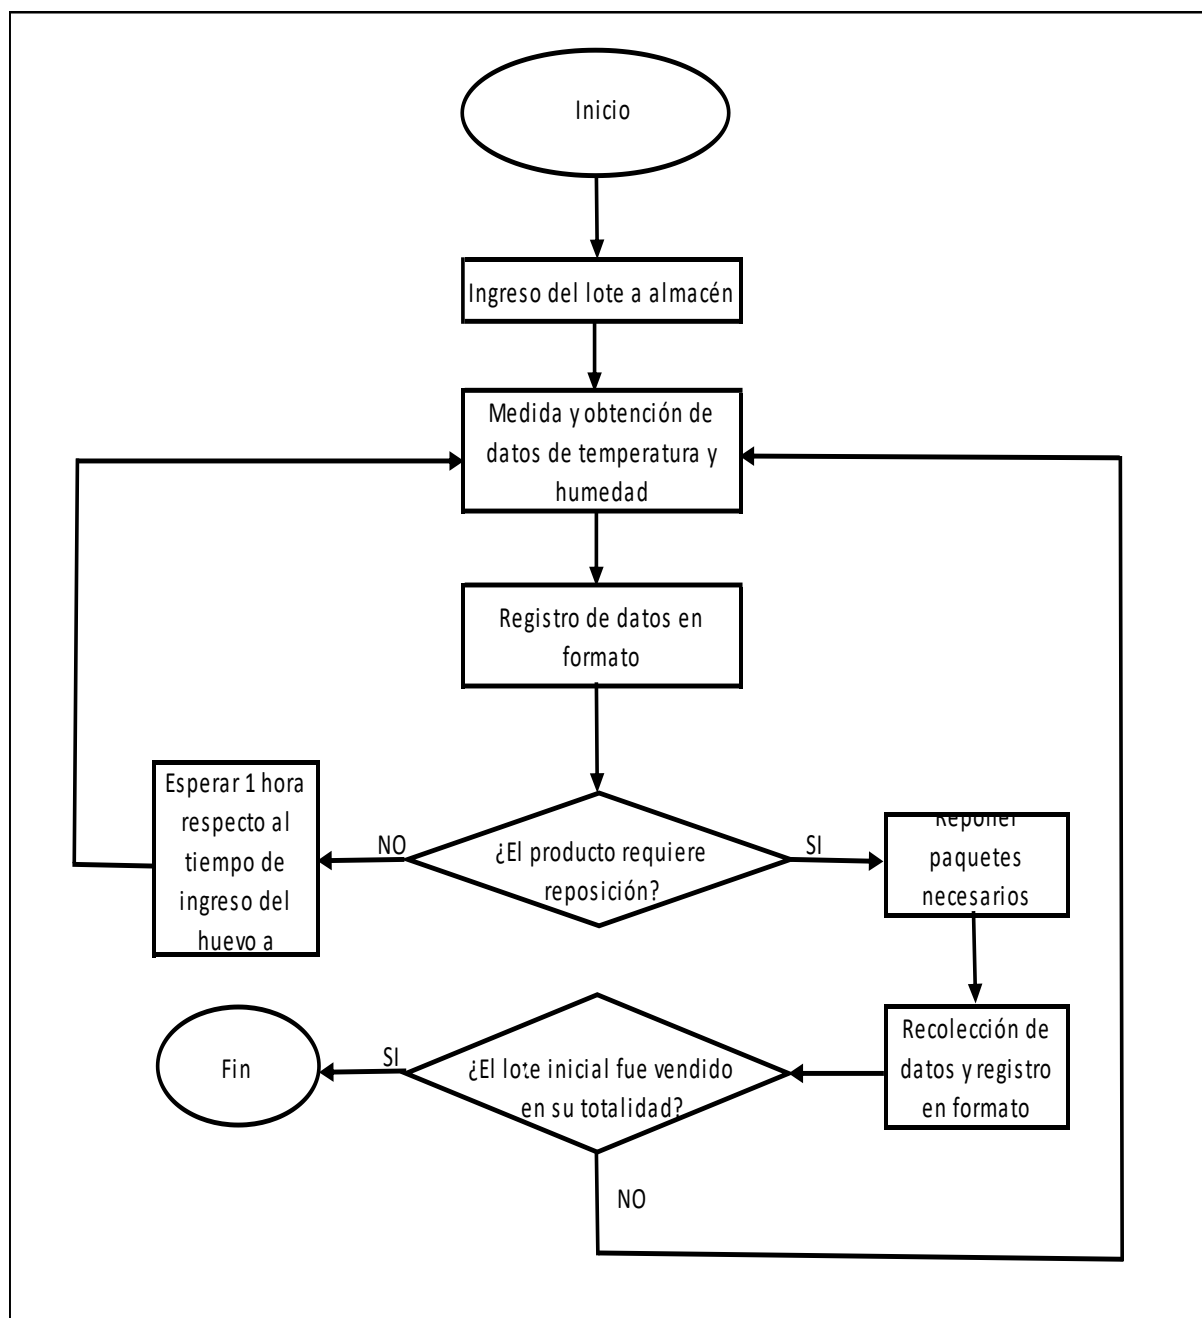 Inicio
Ingreso del lote a almacén
Medida y obtención de
datos de temperatura y
humedad
Registro de datos en
formato
Esperar 1 hora
respecto al
tiempo de
ingreso del
huevo a
NO
¿El producto requiere
reposición?
SI
Reponer
paquetes
necesarios
Fin
SI
¿El lote inicial fue vendido
en su totalidad?
Recolección de
datos y registro
en formato
NO